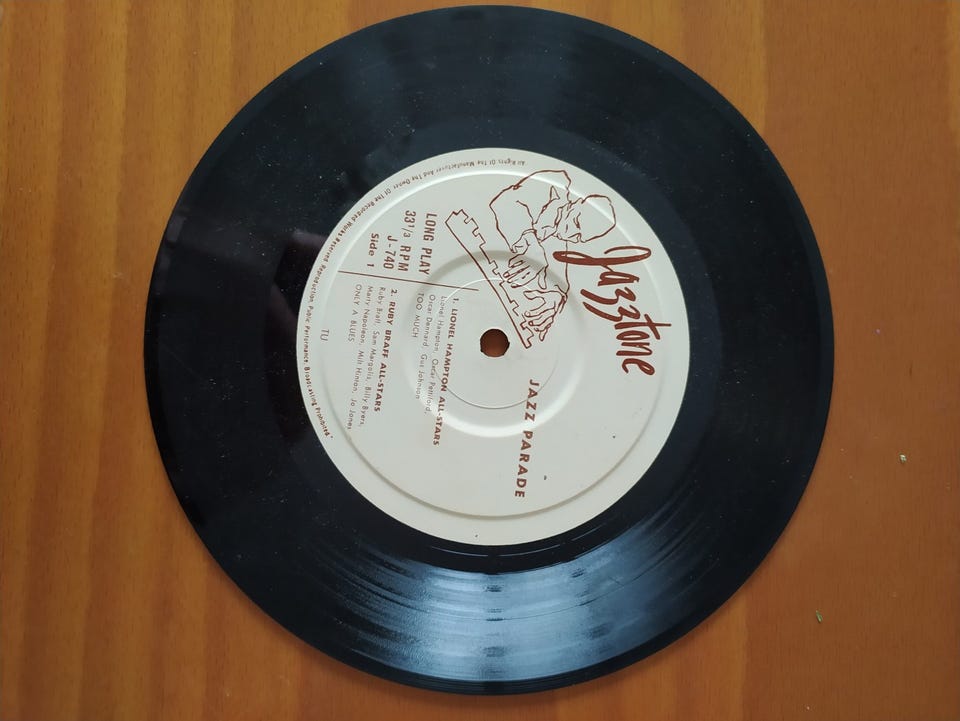 Jazztone
JAZZ PARADE
LONG PLAY
33 1/3 RPM
J-740
Side 1
1. LIONEL HAMPTON ALL-STARS
Lionel Hampton, Oscar Pettiford,
Oscar Dennard, Gus Johnson
TOO MUCH
2. RUBY BRAFF ALL-STARS
Ruby Braff, Sam Margolis, Billy Byers,
Marty Napoleon, Milt Hinton, Jo Jones
ONLY A BLUES
TU
All Rights Of The Manufacturer And The Owner Of The Recorded Works Reserved Reproduction, Public Performance, Broadcasting Prohibited.